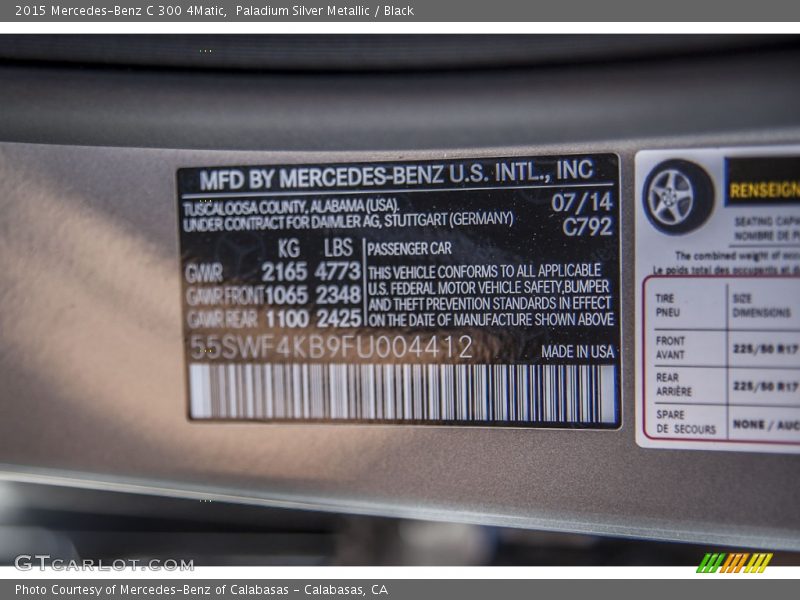 2015 Mercedes-Benz C 300 4Matic,  Paladium Silver Metallic / Black
MFD BY MERCEDES-BENZ U.S. INTL., INC
TUSCALOOSA COUNTY, ALABAMA (USA).
07/14
UNDER CONTRACT FOR DAIMLER AG, STUTTGART (GERMANY)
C792
KG LBS
PASSENGER CAR
GVWR 2165 4773
GAWR FRONT 1065 2348
GAWR REAR 1100 2425
THIS VEHICLE CONFORMS TO ALL APPLICABLE
U.S. FEDERAL MOTOR VEHICLE SAFETY,BUMPER
AND THEFT PREVENTION STANDARDS IN EFFECT
ON THE DATE OF MANUFACTURE SHOWN ABOVE
55SWF4KB9FU004412
MADE IN USA
RENSEIGN
SEATING CAPA
NOMBRE DE P
The combined weight of occ
Le poids total des occupants et d
TIRE
PNEU
SIZE
DIMENSIONS
FRONT
AVANT
225/50 R17
REAR
ARRIÈRE
225/50 R17
SPARE
DE SECOURS
NONE / AUC
GTCARLOT.COM
Photo Courtesy of Mercedes-Benz of Calabasas - Calabasas, CA